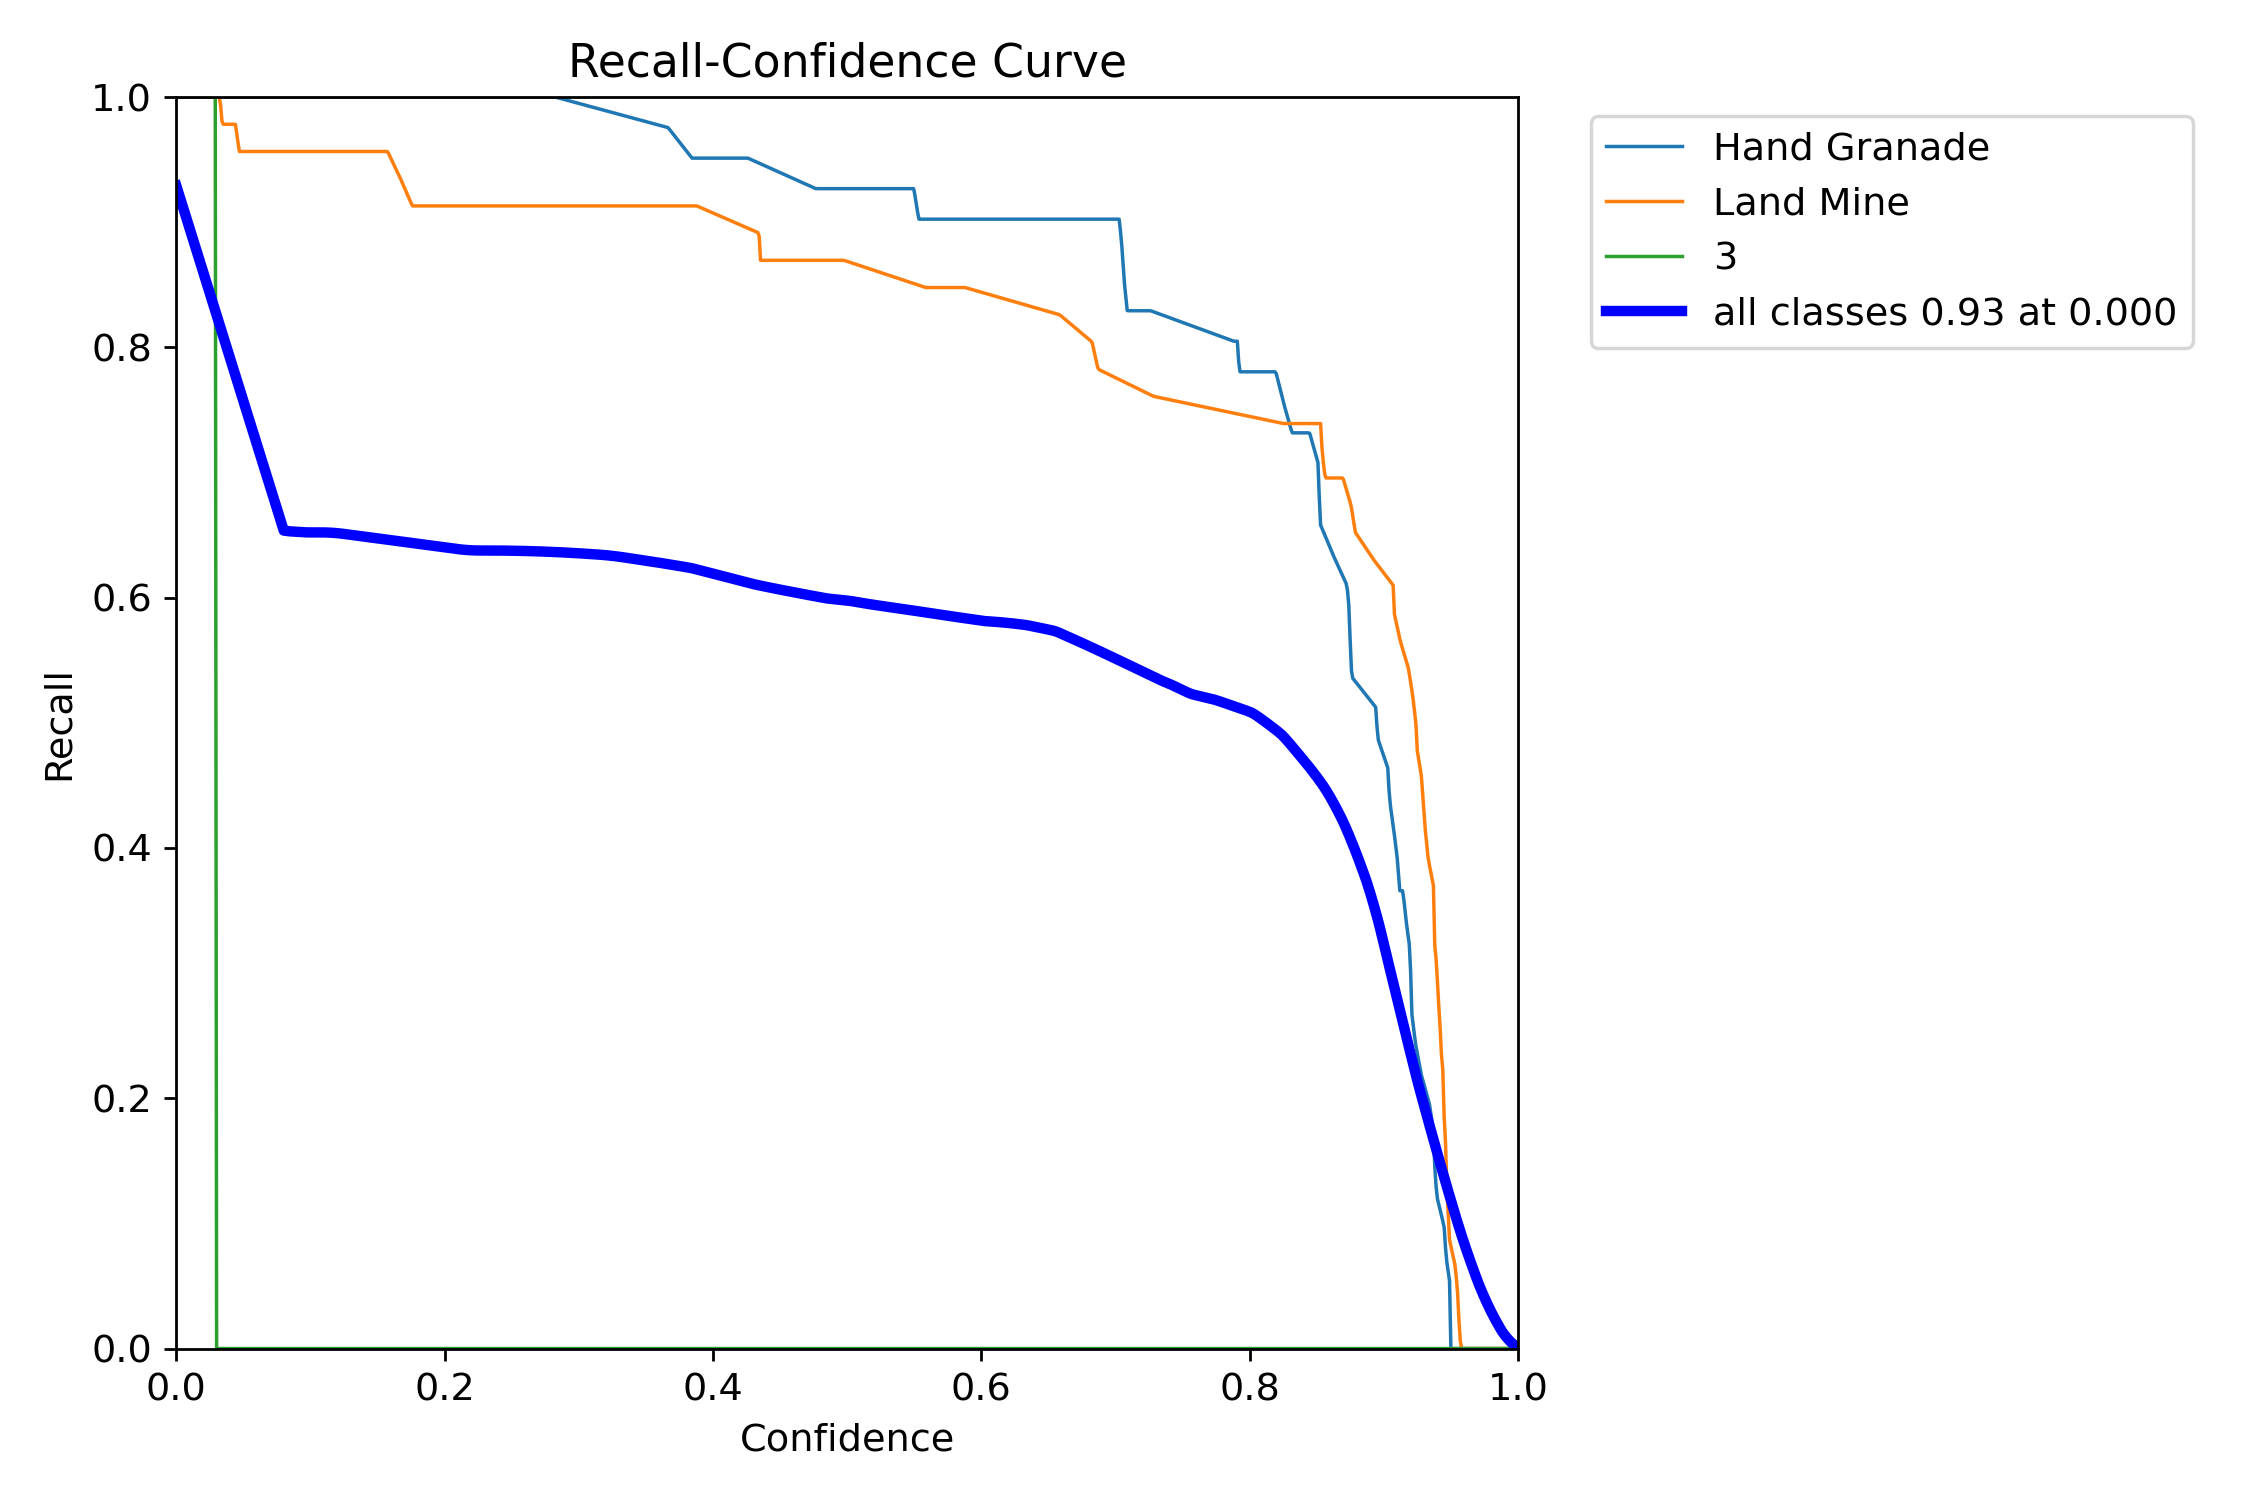 Recall-Confidence Curve
1.0
0.8
0.6
0.4
0.2
0.0
Recall
0.0 0.2 0.4 0.6 0.8 1.0
Confidence
Hand Granade
Land Mine
3
all classes 0.93 at 0.000